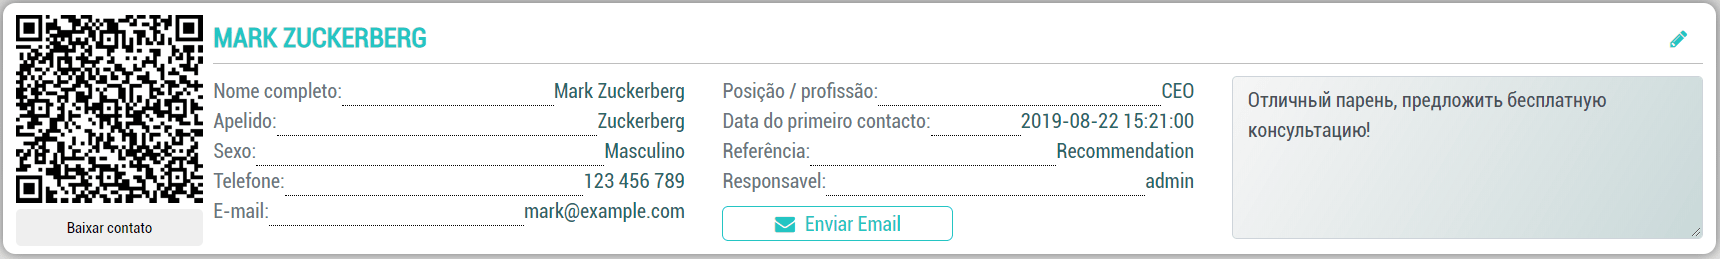 MARK ZUCKERBERG
Nome completo: Mark Zuckerberg
Apelido: Zuckerberg
Sexo: Masculino
Telefone: 123 456 789
E-mail: mark@example.com
Baixar contato
Posição / profissão: CEO
Data do primeiro contacto: 2019-08-22 15:21:00
Referência: Recommendation
Responsavel: admin
Enviar Email
Отличный парень, предложить бесплатную
консультацию!